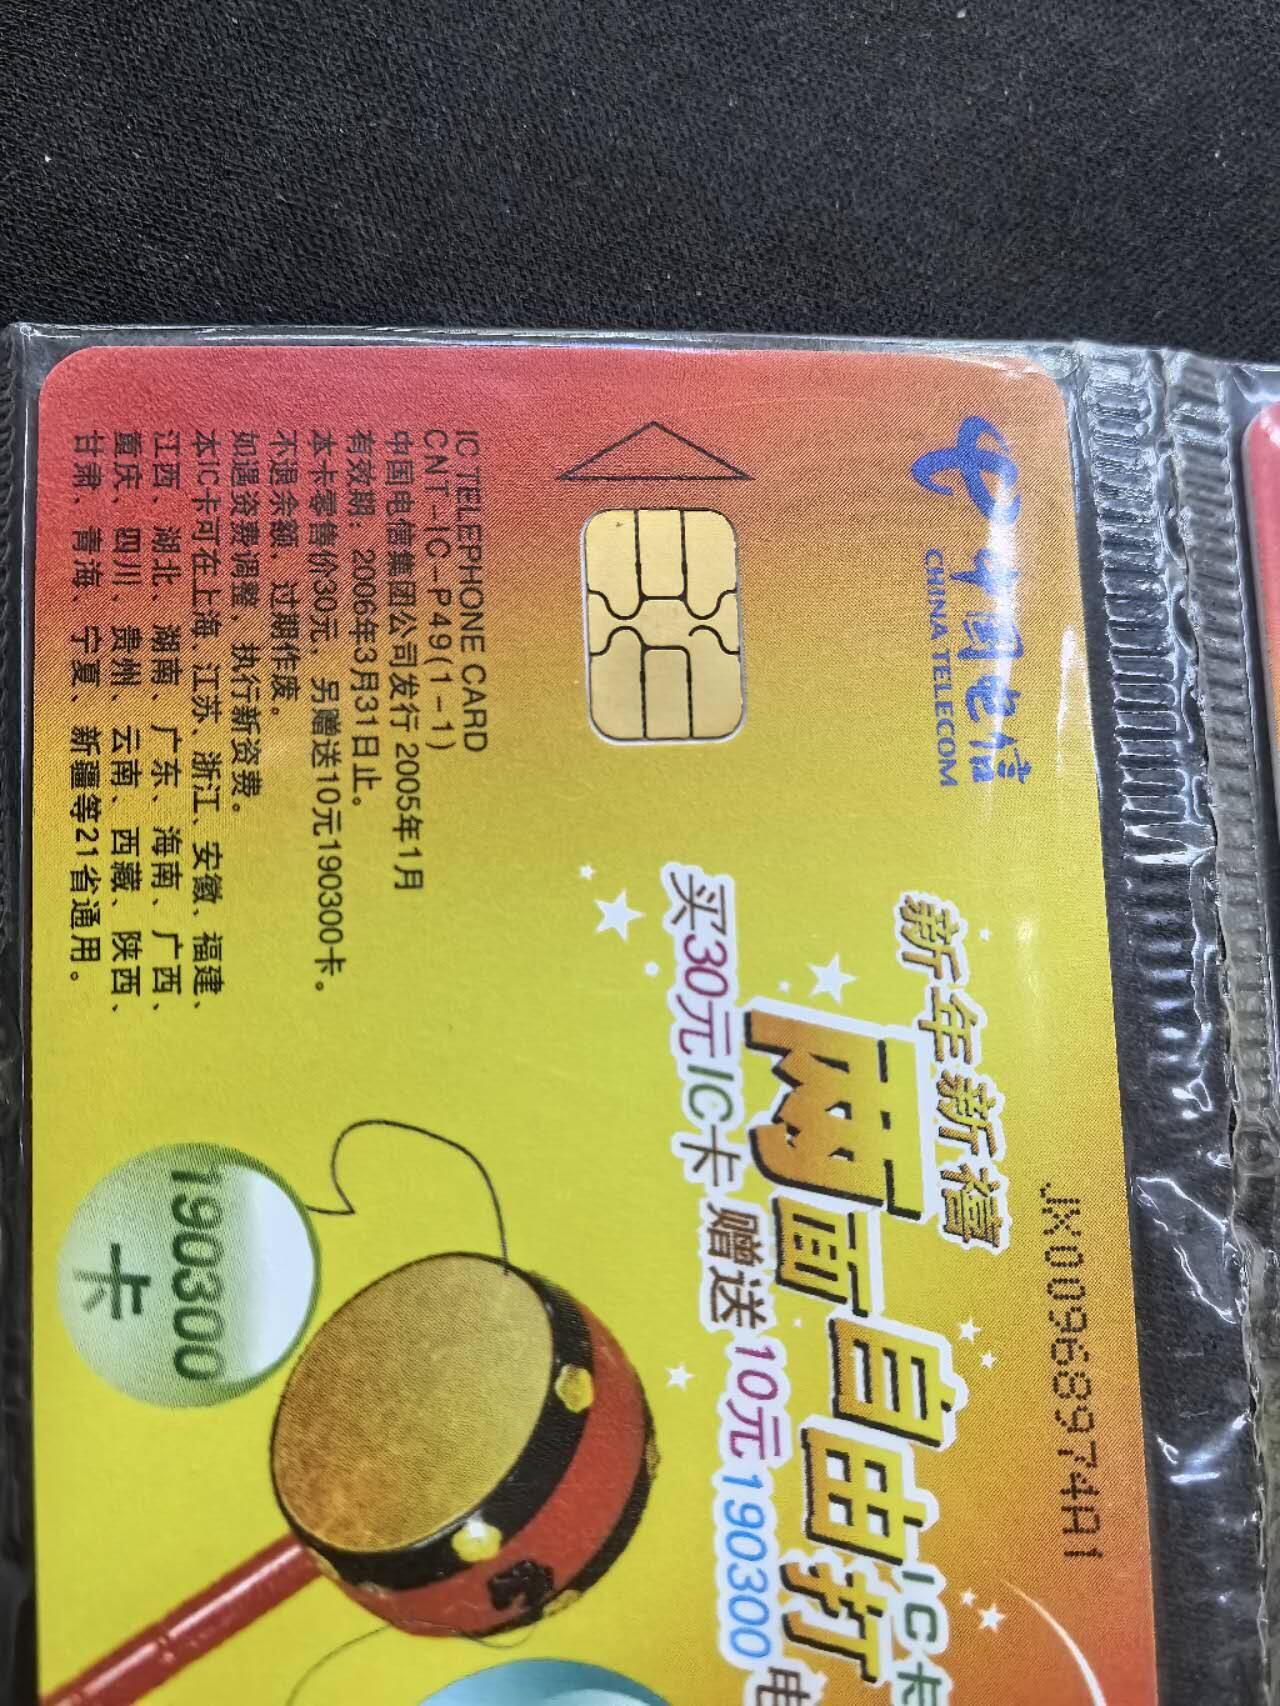 中国电信
CHINA TELECOM
JX009689974A1
新年新禧
两面自由打
IC卡
买30元IC卡 赠送10元190300电
IC TELEPHONE CARD
CNT-IC-P49(1-1)
中国电信集团公司发行 2005年1月
有效期：2006年3月31日止。
本卡零售价30元，另赠送10元190300卡。
不退余额、过期作废。
如遇资费调整，执行新资费。
本IC卡可在上海、江苏、浙江、安徽、福建、
江西、湖北、湖南、广东、海南、广西、
重庆、四川、贵州、云南、西藏、陕西、
甘肃、青海、宁夏、新疆等21省通用。
190300
卡